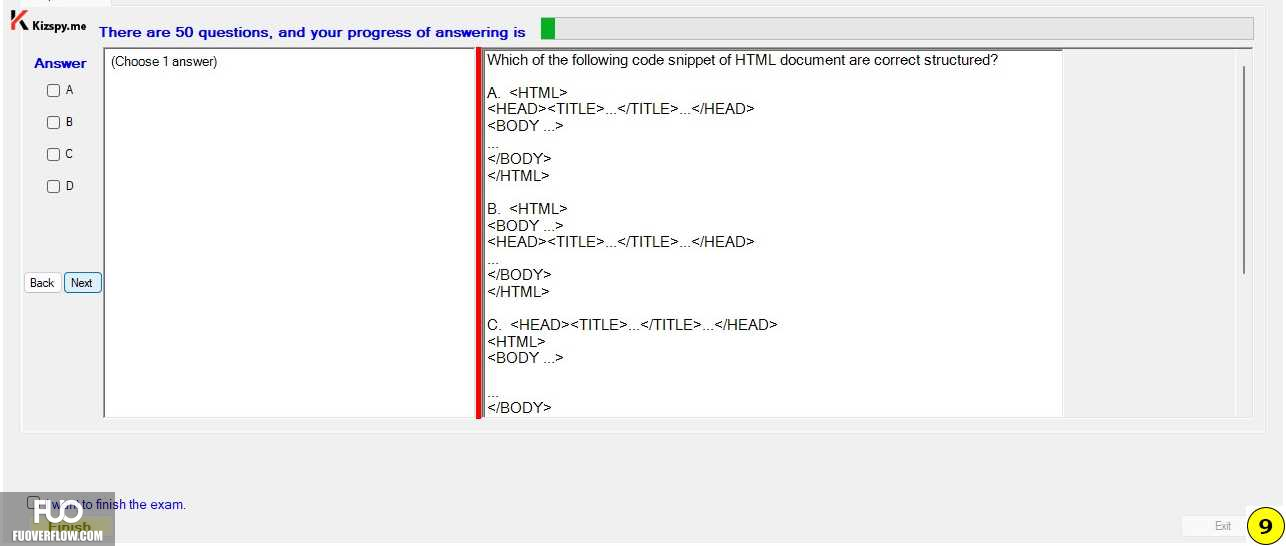 Kizspy.me
There are 50 questions, and your progress of answering is
Answer
(Choose 1 answer)
A
B
C
D
Back
Next
Which of the following code snippet of HTML document are correct structured?
A. <HTML>
<HEAD><TITLE>...</TITLE>...</HEAD>
<BODY ...>
...
</BODY>
</HTML>
B. <HTML>
<BODY ...>
<HEAD><TITLE>...</TITLE>...</HEAD>
...
</BODY>
</HTML>
C. <HEAD><TITLE>...</TITLE>...</HEAD>
<HTML>
<BODY ...>
...
</BODY>
I want to finish the exam.
Finish
FUO
FUOVERFLOW.COM
Exit
9